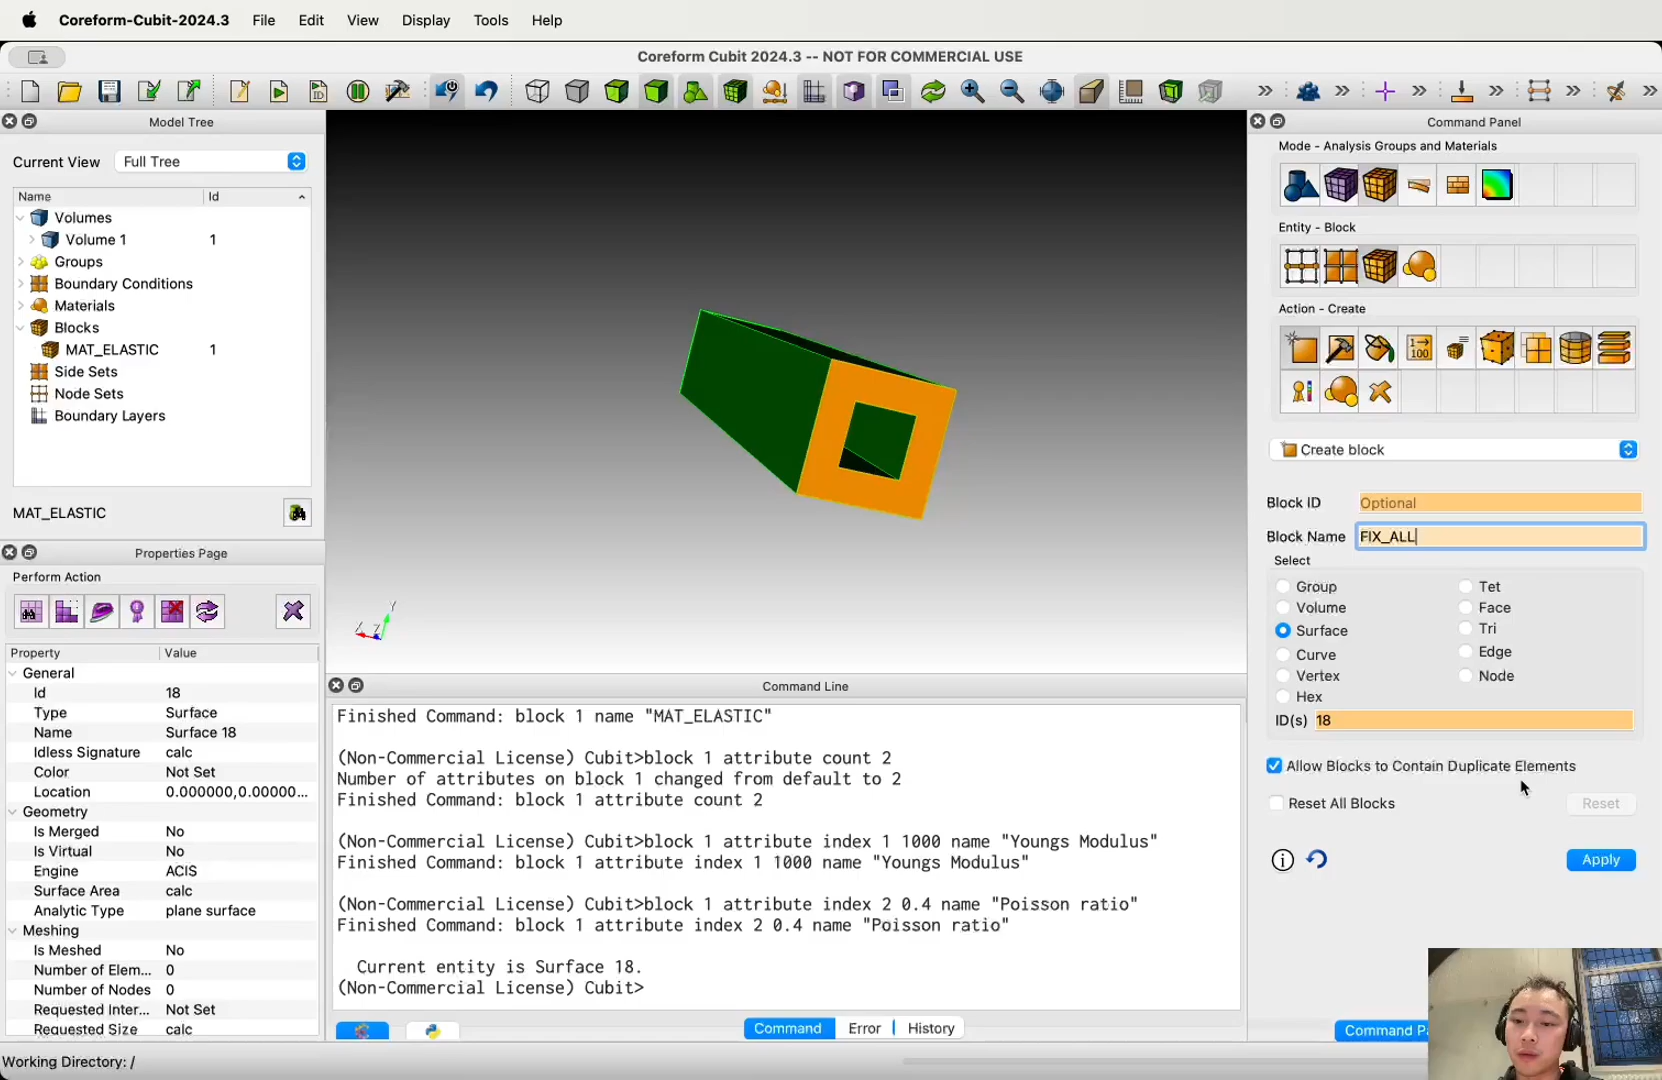 Coreform-Cubit-2024.3 File Edit View Display Tools Help
Coreform Cubit 2024.3 -- NOT FOR COMMERCIAL USE
Model Tree
Current View Full Tree
Name Id
Volumes
Volume 1 1
Groups
Boundary Conditions
Materials
Blocks
MAT_ELASTIC 1
Side Sets
Node Sets
Boundary Layers
MAT_ELASTIC
Properties Page
Perform Action
Property Value
General
Id 18
Type Surface
Name Surface 18
Idless Signature calc
Color Not Set
Location 0.000000,0.00000...
Geometry
Is Merged No
Is Virtual No
Engine ACIS
Surface Area calc
Analytic Type plane surface
Meshing
Is Meshed No
Number of Elem... 0
Number of Nodes 0
Requested Inter... Not Set
Requested Size calc
Working Directory: /
Y
Z
Command Line
Finished Command: block 1 name "MAT_ELASTIC"
(Non-Commercial License) Cubit>block 1 attribute count 2
Number of attributes on block 1 changed from default to 2
Finished Command: block 1 attribute count 2
(Non-Commercial License) Cubit>block 1 attribute index 1 1000 name "Youngs Modulus"
Finished Command: block 1 attribute index 1 1000 name "Youngs Modulus"
(Non-Commercial License) Cubit>block 1 attribute index 2 0.4 name "Poisson ratio"
Finished Command: block 1 attribute index 2 0.4 name "Poisson ratio"
Current entity is Surface 18.
(Non-Commercial License) Cubit>
Command Error History
Command Panel
Mode - Analysis Groups and Materials
Entity - Block
Action - Create
1→
100
Create block
Block ID Optional
Block Name FIX_ALL
Select
Group Tet
Volume Face
Surface Tri
Curve Edge
Vertex Node
Hex
ID(s) 18
Allow Blocks to Contain Duplicate Elements
Reset All Blocks Reset
Apply
Command Pa